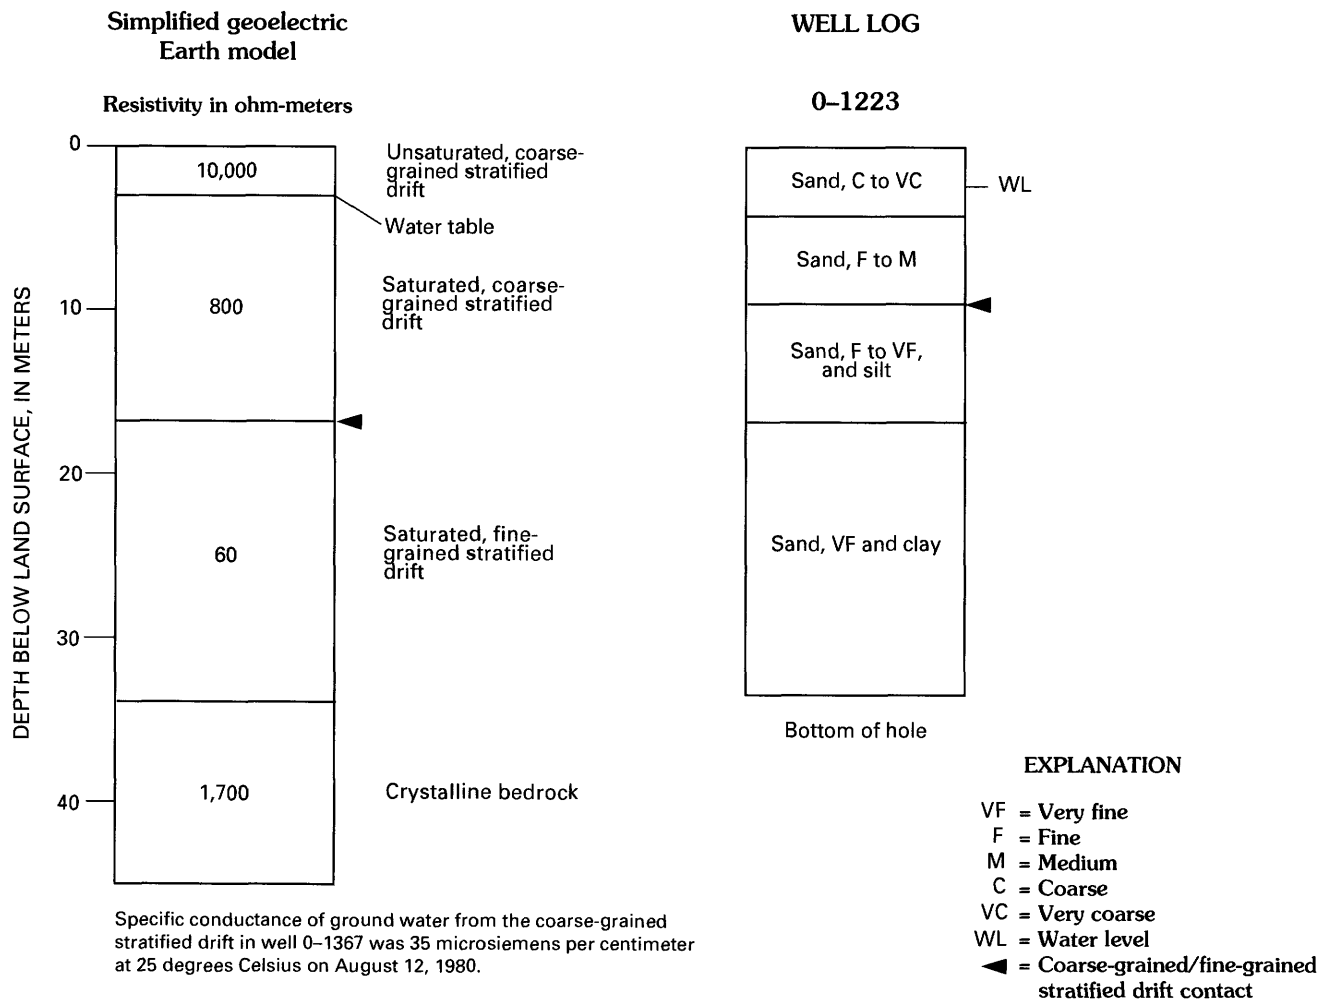 Simplified geoelectric
Earth model
Resistivity in ohm-meters
WELL LOG
0–1223
DEPTH BELOW LAND SURFACE, IN METERS
0
10
20
30
40
10,000
800
60
1,700
Unsaturated, coarse-
grained stratified
drift
Water table
Saturated, coarse-
grained stratified
drift
Saturated, fine-
grained stratified
drift
Crystalline bedrock
Sand, C to VC
WL
Sand, F to M
Sand, F to VF,
and silt
Sand, VF and clay
Bottom of hole
EXPLANATION
VF = Very fine
F = Fine
M = Medium
C = Coarse
VC = Very coarse
WL = Water level
= Coarse-grained/fine-grained
stratified drift contact
Specific conductance of ground water from the coarse-grained
stratified drift in well 0–1367 was 35 microsiemens per centimeter
at 25 degrees Celsius on August 12, 1980.